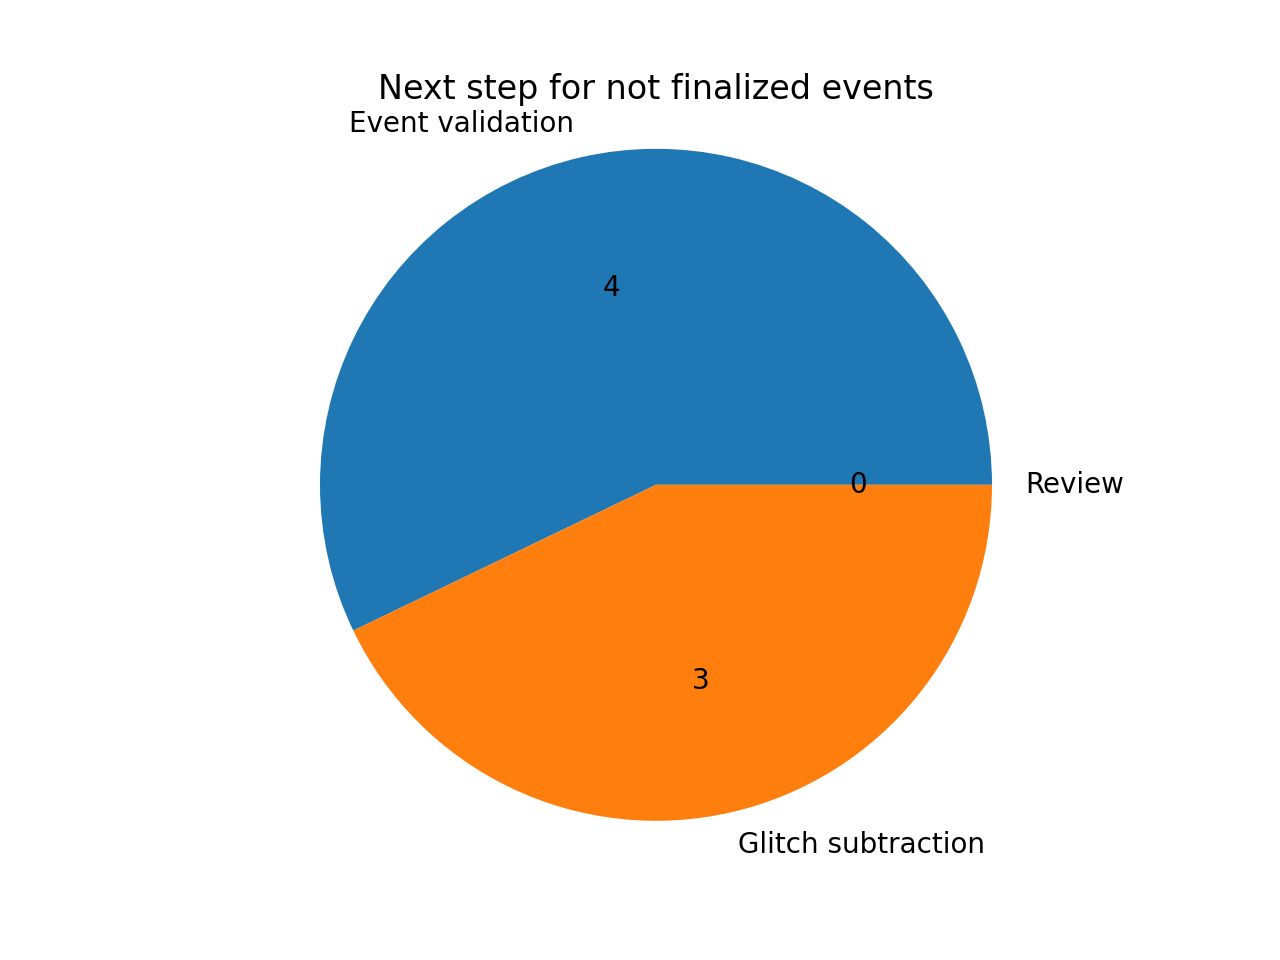 Next step for not finalized events
Event validation
4
0
Review
3
Glitch subtraction